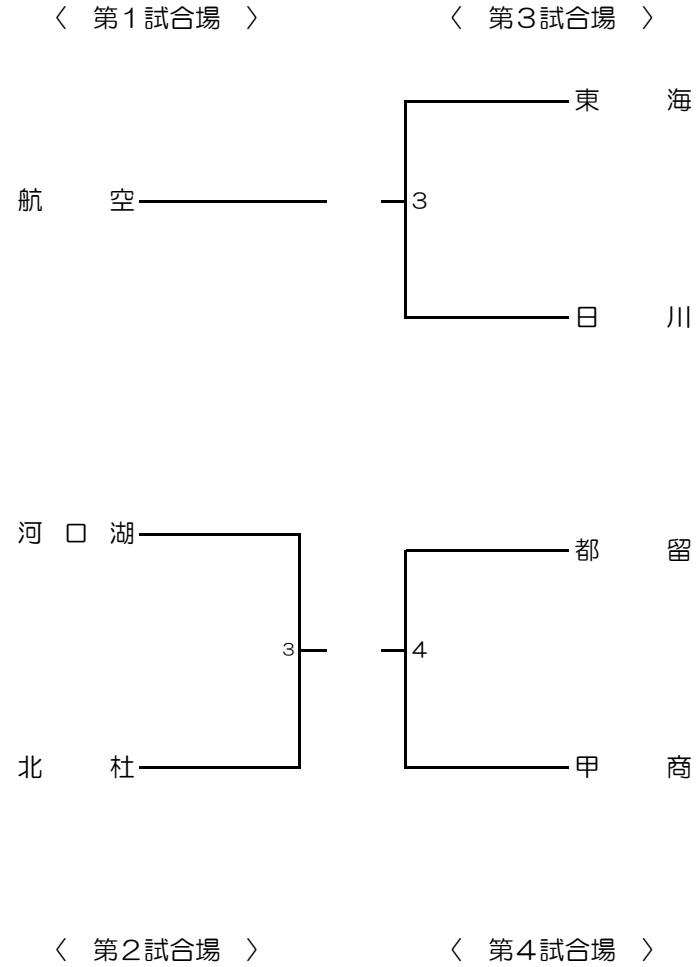 〈 第1試合場 〉 〈 第3試合場 〉
東 海
航 空 3
日 川
河 口 湖
都 留
3 4
北 杜 甲 商
〈 第2試合場 〉 〈 第4試合場 〉